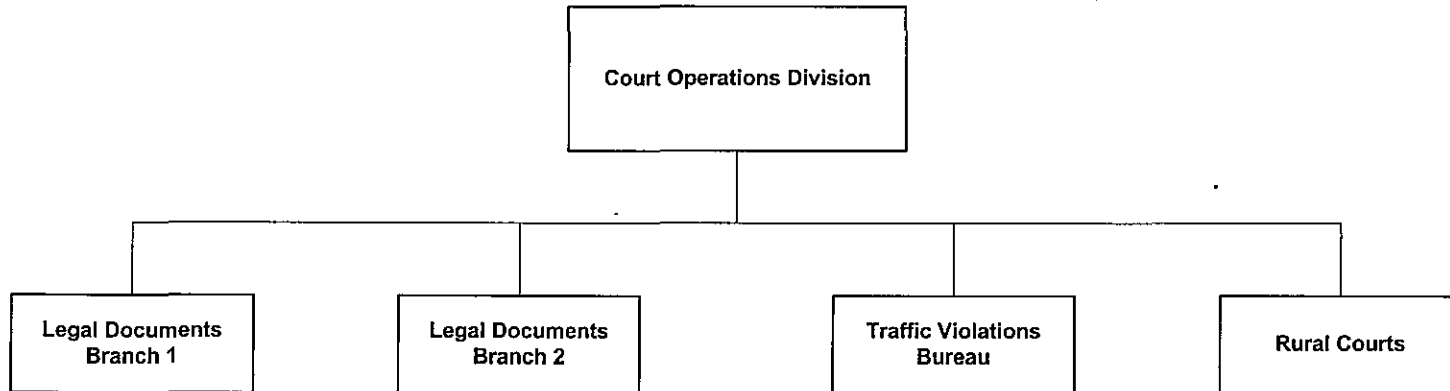 Court Operations Division
Legal Documents
Branch 1
Legal Documents
Branch 2
Traffic Violations
Bureau
Rural Courts